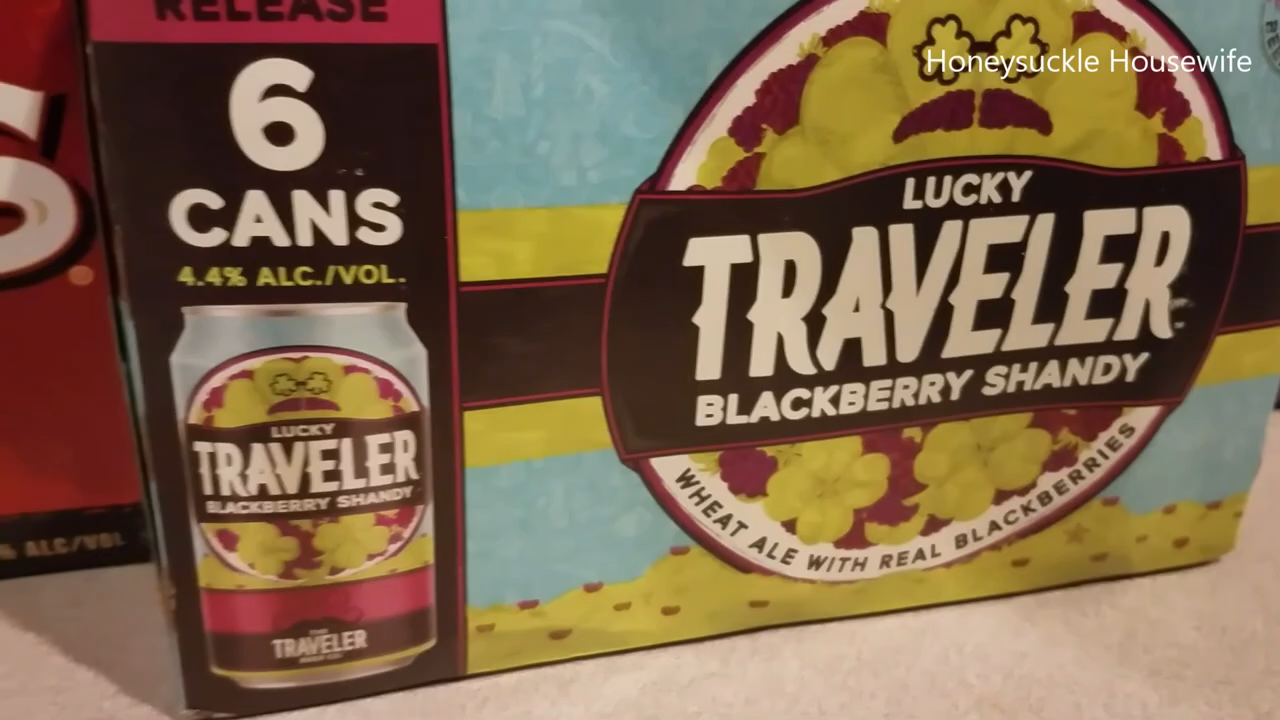 RELEASE
6
CANS
4.4% ALC./VOL.
LUCKY
TRAVELER
BLACKBERRY SHANDY
TRAVELER
Honeysuckle Housewife
LUCKY
TRAVELER
BLACKBERRY SHANDY
WHEAT ALE WITH REAL BLACKBERRIES
% ALC/VOL